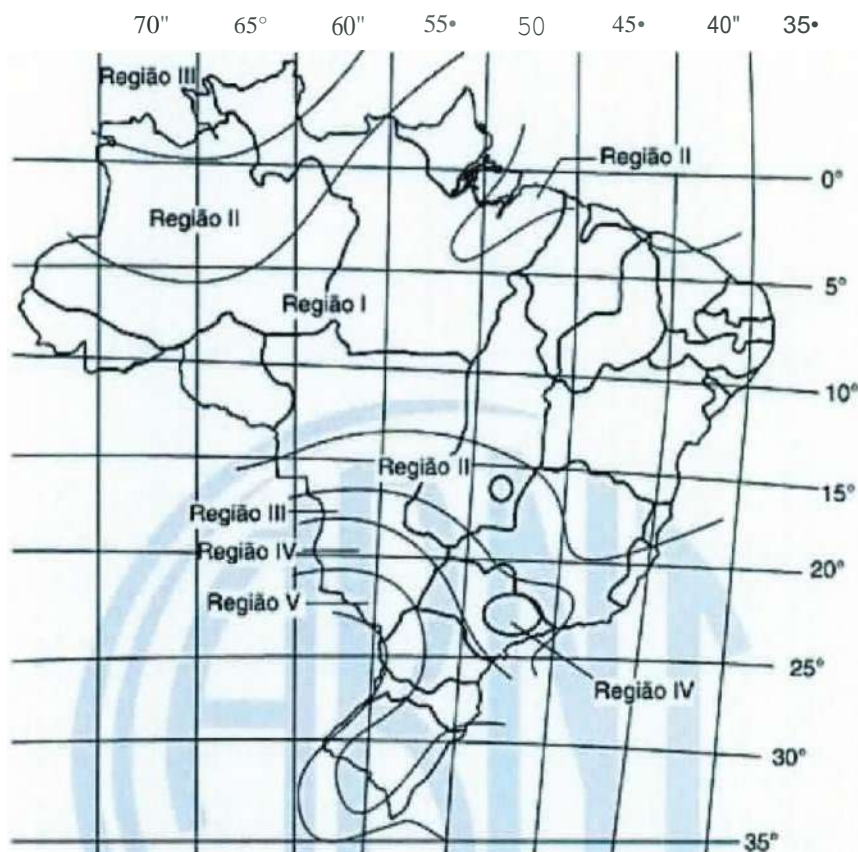 70" 65° 60" 55• 50 45• 40" 35•
Região III
Região II
0°
Região II
5°
Região I
10°
Região II
15°
Região III
Região IV
20°
Região V
25°
Região IV
30°
35°